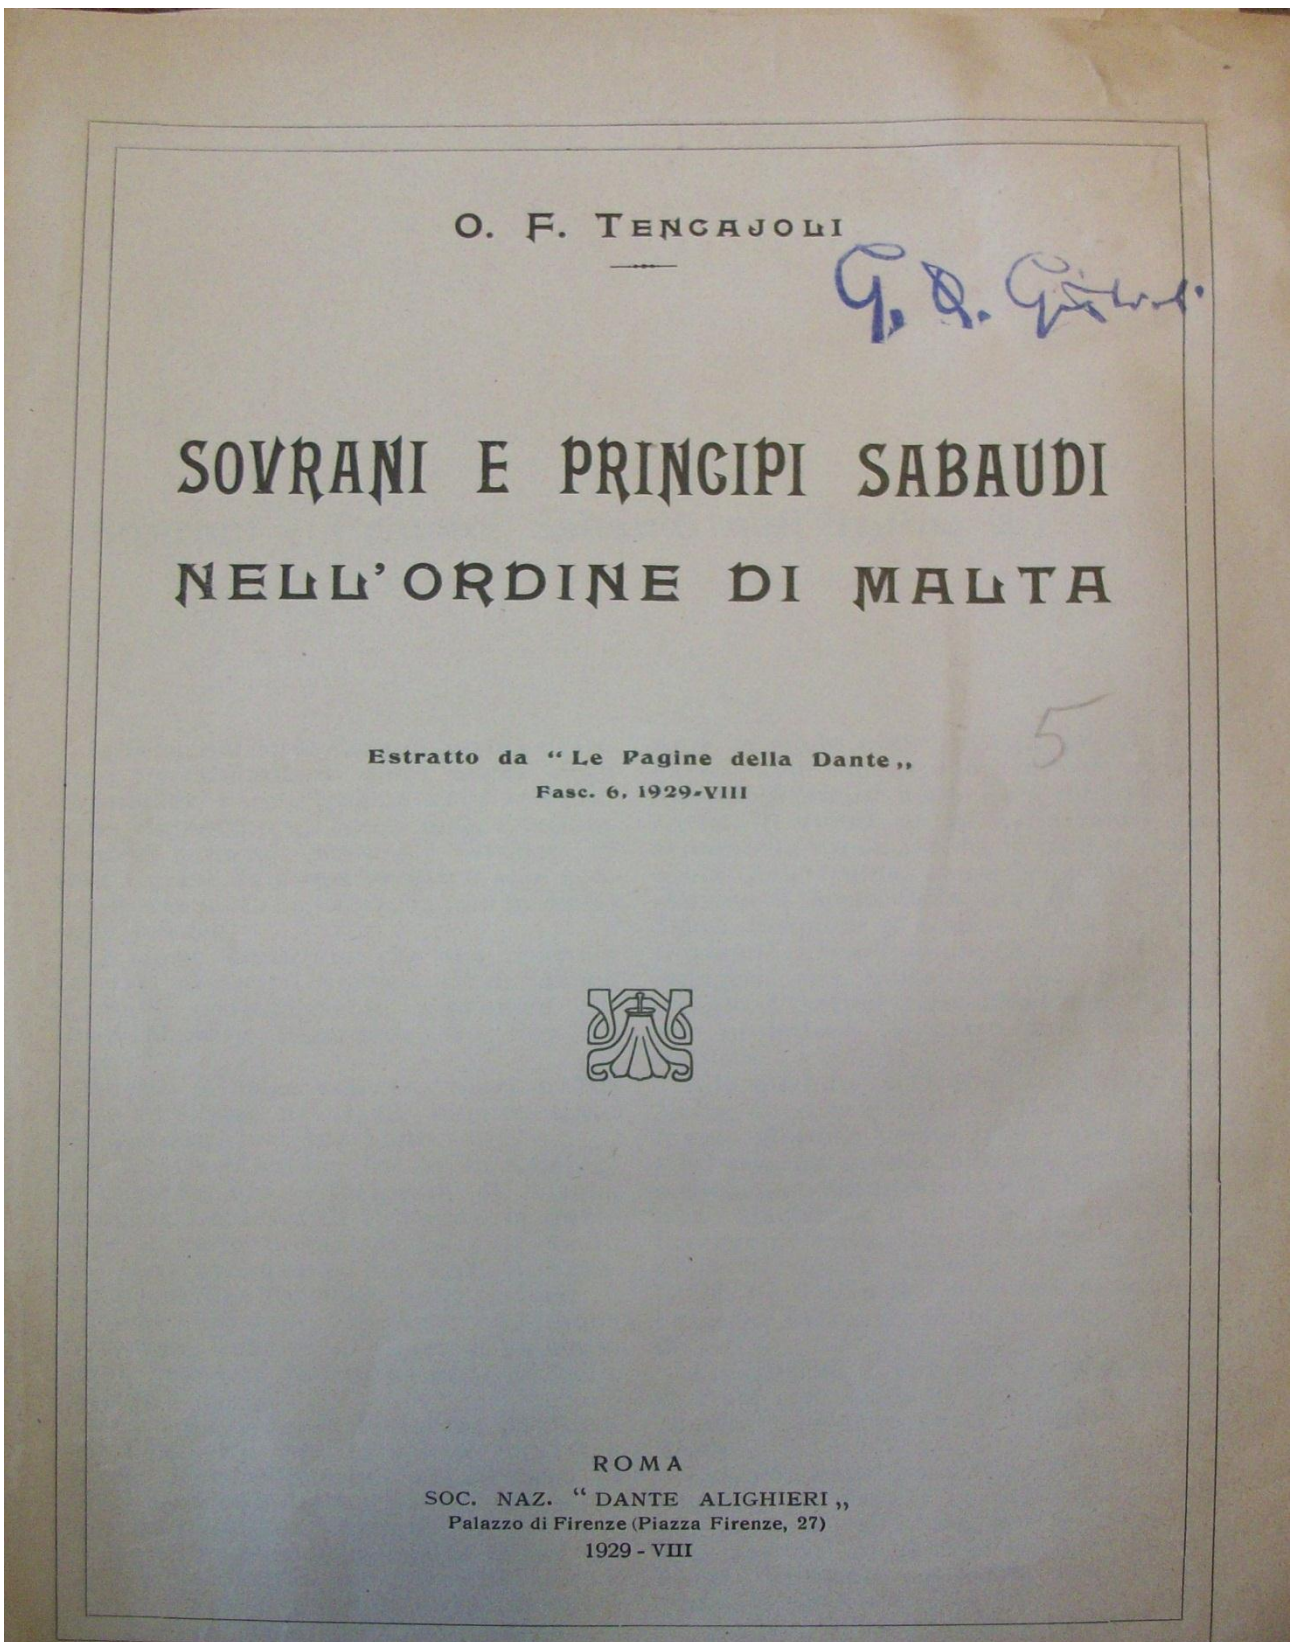 O. F. TENCAJOLI
G.
SOVRANI E PRINCIPI SABAUDI
NELL'ORDINE DI MALTA
5
Estratto da “ Le Pagine della Dante „
Fasc. 6, 1929-VIII
ROMA
SOC. NAZ. “ DANTE ALIGHIERI „
Palazzo di Firenze (Piazza Firenze, 27)
1929 - VIII